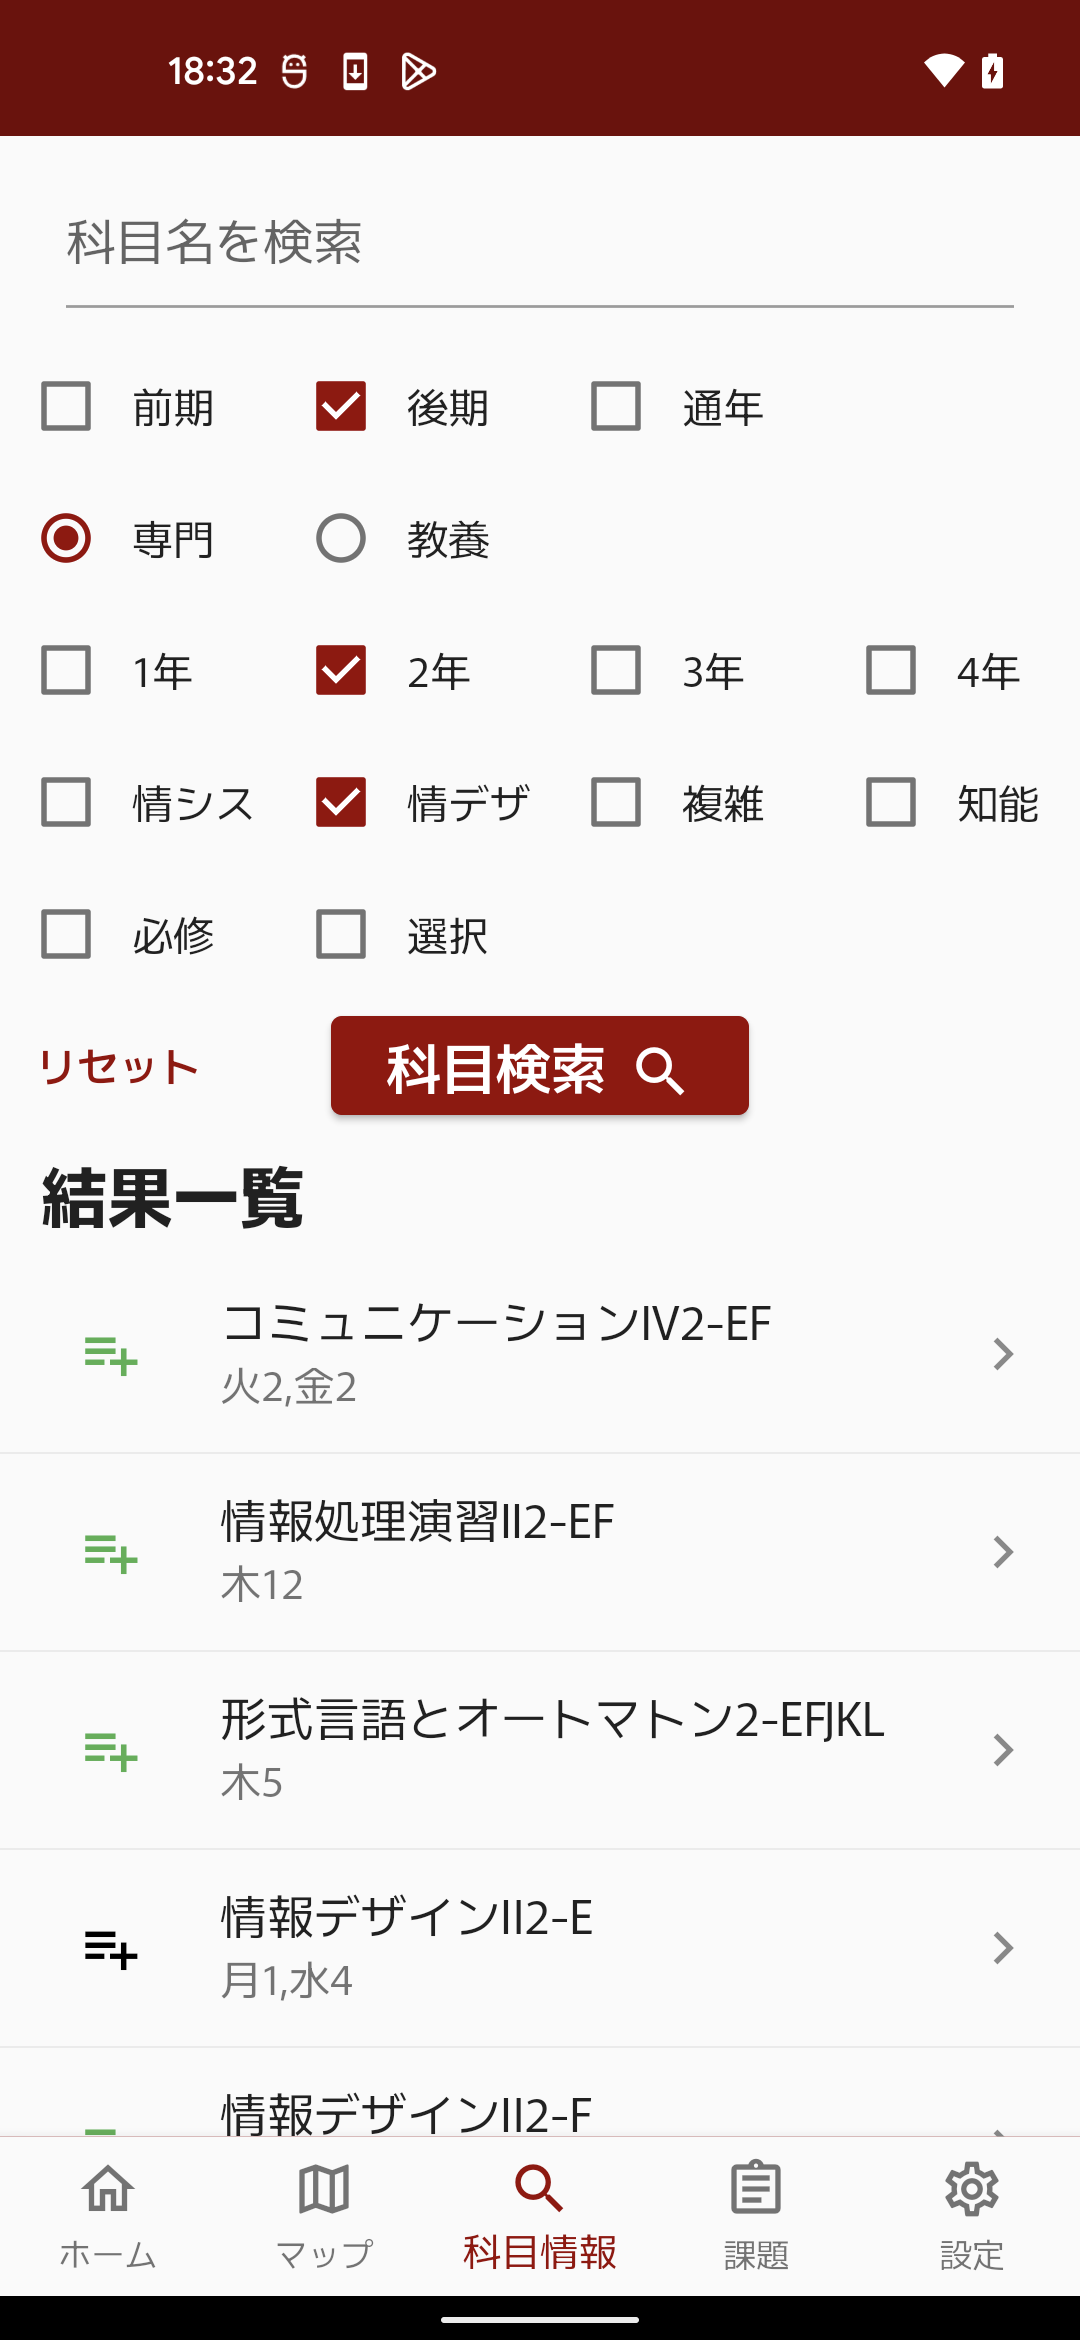 18:32
科目名を検索
前期 後期 通年
専門 教養
1年 2年 3年 4年
情シス 情デザ 複雑 知能
必修 選択
リセット 科目検索
結果一覧
コミュニケーションIV2-EF
火2,金2
情報処理演習II2-EF
木12
形式言語とオートマトン2-EFJKL
木5
情報デザインII2-E
月1,水4
情報デザインII2-F
ホーム マップ 科目情報 課題 設定